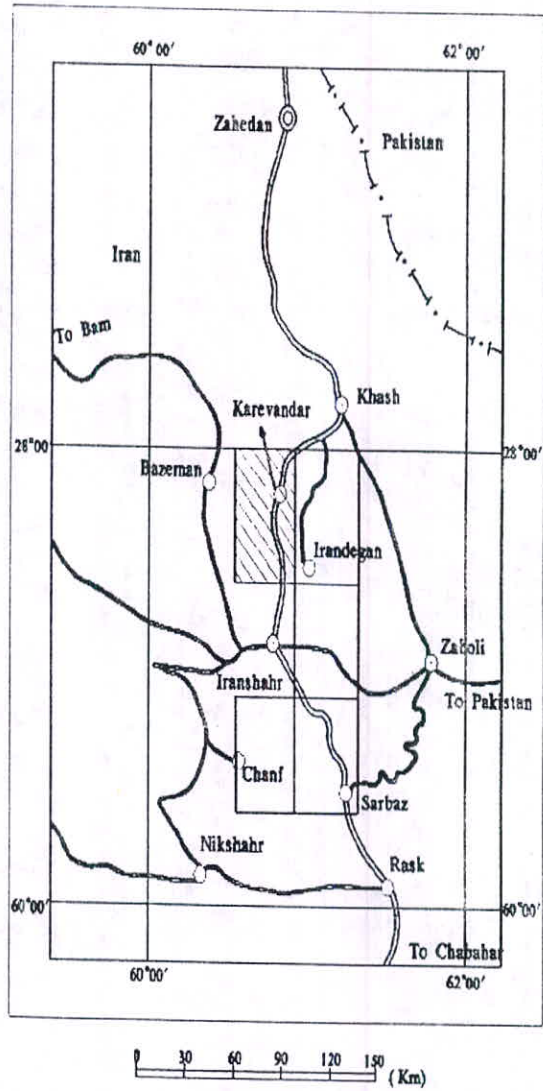 60°00′
62°00′
Zahedan
Pakistan
Iran
To Bam
Khash
Karevandar
28°00
28°00
Bazeman
Irandegan
Zaboli
Iranshahr
To Pakistan
Chanf
Sarbaz
Nikshahr
Rask
60°00′
60°00′
To Chabahar
60°00′
62°00′
0 30 60 90 120 150
(Km)